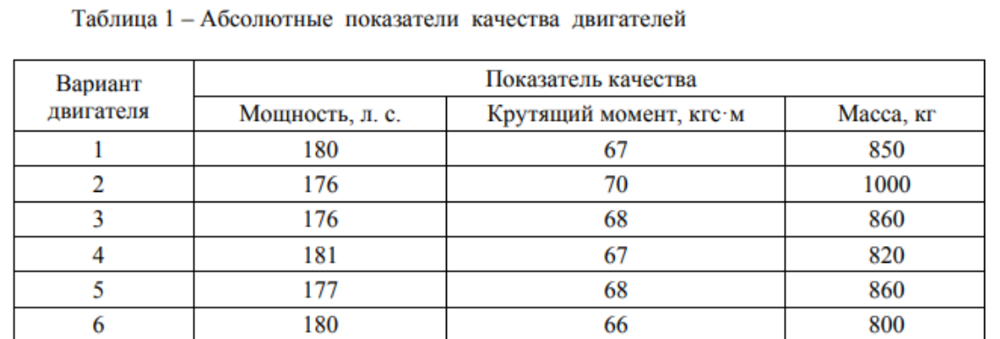 Таблица 1 – Абсолютные показатели качества двигателей
Вариант двигателя Показатель качества
Мощность, л. с. Крутящий момент, кгс·м Масса, кг
1 180 67 850
2 176 70 1000
3 176 68 860
4 181 67 820
5 177 68 860
6 180 66 800